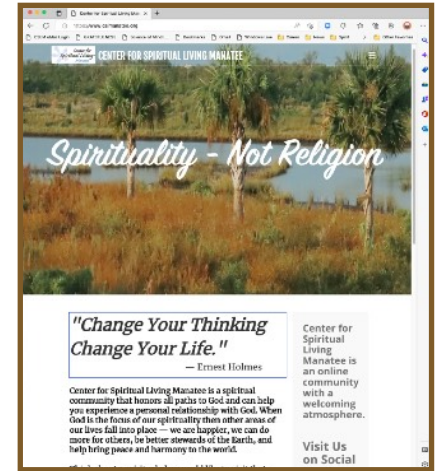 Center for Spiritual Living Man
CENTER FOR SPIRITUAL LIVING MANATEE
Spirituality - Not Religion
"Change Your Thinking
Change Your Life."
— Ernest Holmes
Center for Spiritual Living Manatee is a spiritual
community that honors all paths to God and can help
you experience a personal relationship with God. When
God is the focus of our spirituality then other areas of
our lives fall into place — we are happier, we can do
more for others, be better stewards of the Earth, and
help bring peace and harmony to the world.
Center for
Spiritual
Living
Manatee is
an online
community
with a
welcoming
atmosphere.
Visit Us
on Social